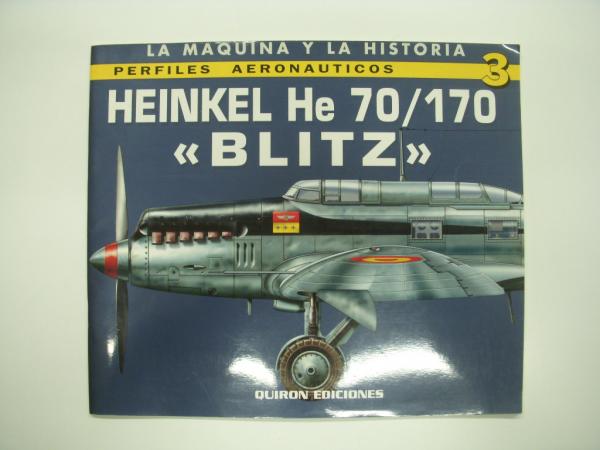 LA MAQUINA Y LA HISTORIA
PERFILES AERONAUTICOS
3
HEINKEL He 70/170
«BLITZ»
QUIRON EDICIONES